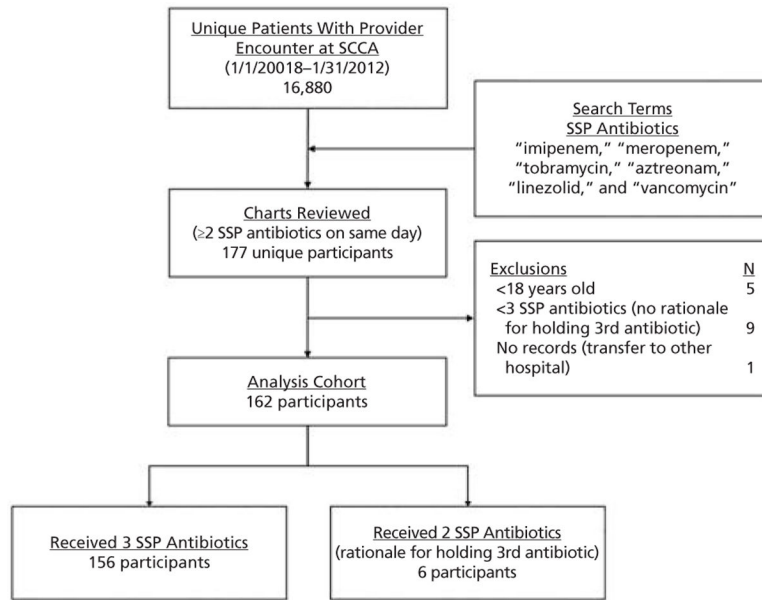 Unique Patients With Provider
Encounter at SCCA
(1/1/20018–1/31/2012)
16,880
Search Terms
SSP Antibiotics
“imipenem,” “meropenem,”
“tobramycin,” “aztreonam,”
“linezolid,” and “vancomycin”
Charts Reviewed
(≥2 SSP antibiotics on same day)
177 unique participants
Exclusions N
<18 years old 5
<3 SSP antibiotics (no rationale
for holding 3rd antibiotic) 9
No records (transfer to other
hospital) 1
Analysis Cohort
162 participants
Received 3 SSP Antibiotics
156 participants
Received 2 SSP Antibiotics
(rationale for holding 3rd antibiotic)
6 participants